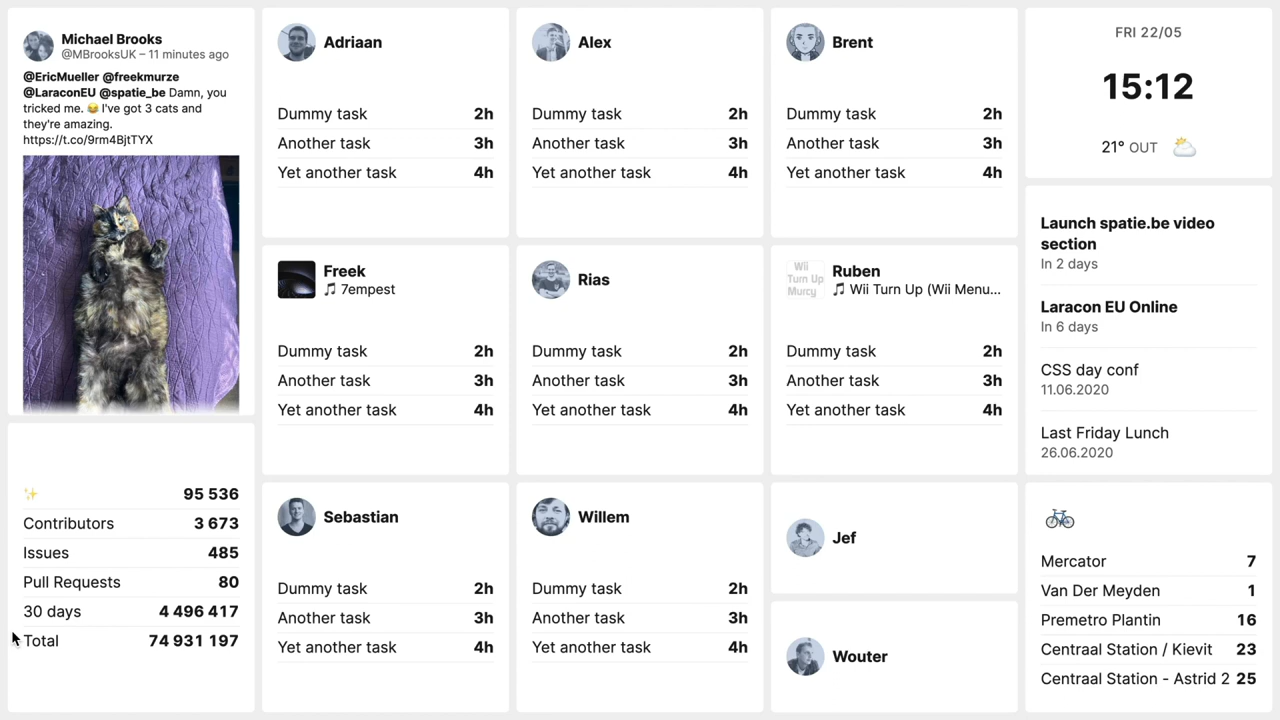 Michael Brooks
@MBrooksUK – 11 minutes ago
@EricMueller @freekmurze
@LaraconEU @spatie_be Damn, you
tricked me. 😂 I've got 3 cats and
they're amazing.
https://t.co/9rm4BjtTYX
✨ 95 536
Contributors 3 673
Issues 485
Pull Requests 80
30 days 4 496 417
Total 74 931 197
Adriaan
Dummy task 2h
Another task 3h
Yet another task 4h
Alex
Dummy task 2h
Another task 3h
Yet another task 4h
Brent
Dummy task 2h
Another task 3h
Yet another task 4h
Freek
🎵 7empest
Dummy task 2h
Another task 3h
Yet another task 4h
Rias
Dummy task 2h
Another task 3h
Yet another task 4h
Wii
Turn Up
Murcy
Ruben
🎵 Wii Turn Up (Wii Menu...
Dummy task 2h
Another task 3h
Yet another task 4h
Sebastian
Dummy task 2h
Another task 3h
Yet another task 4h
Willem
Dummy task 2h
Another task 3h
Yet another task 4h
Jef
Wouter
FRI 22/05
15:12
21° OUT
Launch spatie.be video
section
In 2 days
Laracon EU Online
In 6 days
CSS day conf
11.06.2020
Last Friday Lunch
26.06.2020
Mercator 7
Van Der Meyden 1
Premetro Plantin 16
Centraal Station / Kievit 23
Centraal Station - Astrid 2 25